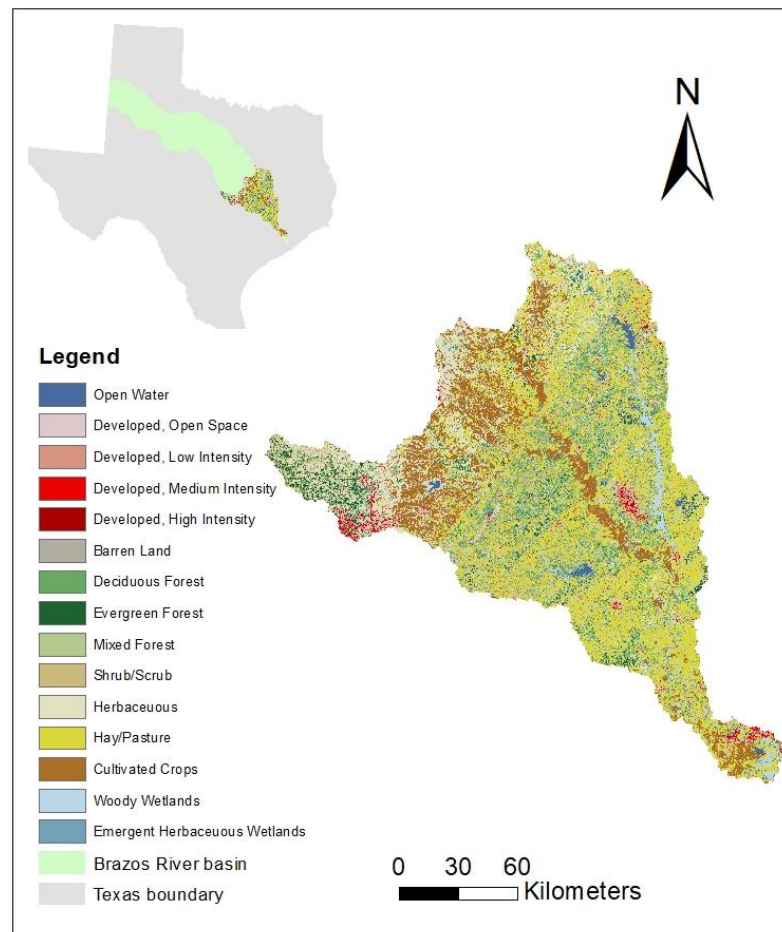 N
Legend
Open Water
Developed, Open Space
Developed, Low Intensity
Developed, Medium Intensity
Developed, High Intensity
Barren Land
Deciduous Forest
Evergreen Forest
Mixed Forest
Shrub/Scrub
Herbaceuous
Hay/Pasture
Cultivated Crops
Woody Wetlands
Emergent Herbaceuous Wetlands
Brazos River basin
Texas boundary
0 30 60
Kilometers